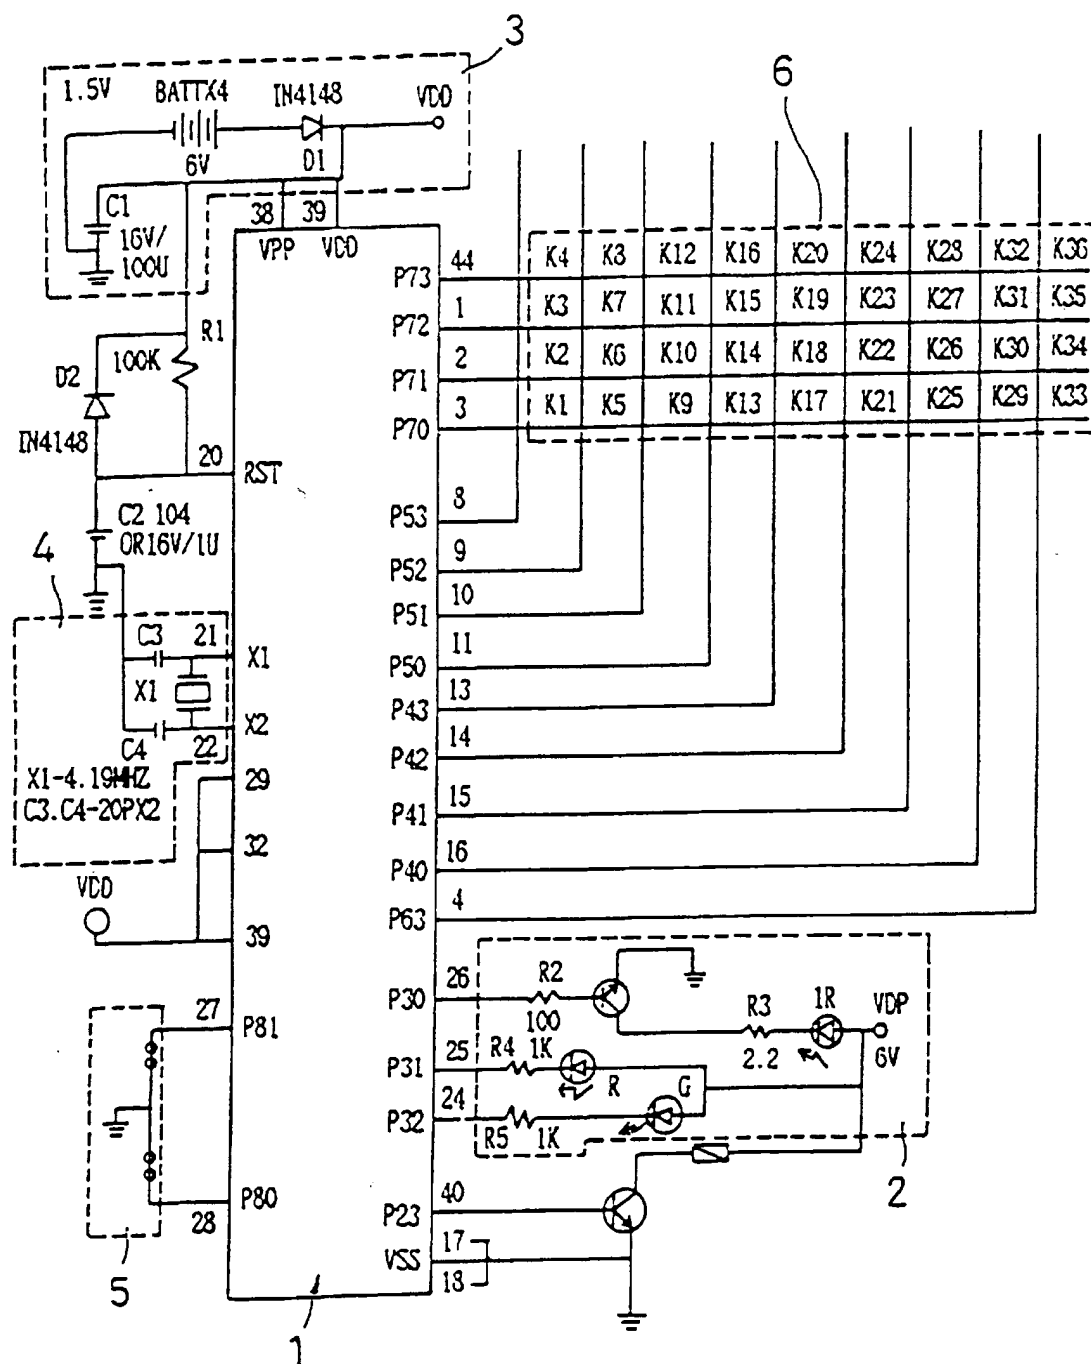 3
1.5V BATTX4 IN4148 VDD
6V D1
C1
16V/
100U
38 39
VPP VDD
6
P73 44 K4 K8 K12 K16 K20 K24 K28 K32 K36
P72 1 K3 K7 K11 K15 K19 K23 K27 K31 K35
P71 2 K2 K6 K10 K14 K18 K22 K26 K30 K34
P70 3 K1 K5 K9 K13 K17 K21 K25 K29 K33
R1
100K
D2
IN4148
20 RST
C2 104
OR16V/1U
4
C3 21 X1
X1
C4 22 X2
X1-4.19MHZ
C3.C4-20PX2
29
32
VDD
39
P53 8
P52 9
P51 10
P50 11
P43 13
P42 14
P41 15
P40 16
P63 4
27 P81
28 P80
5
P30 26 R2 100
R3 2.2 1R VDP 6V
P31 25 R4 1K R
P32 24 R5 1K G
2
P23 40
VSS 17
18
1